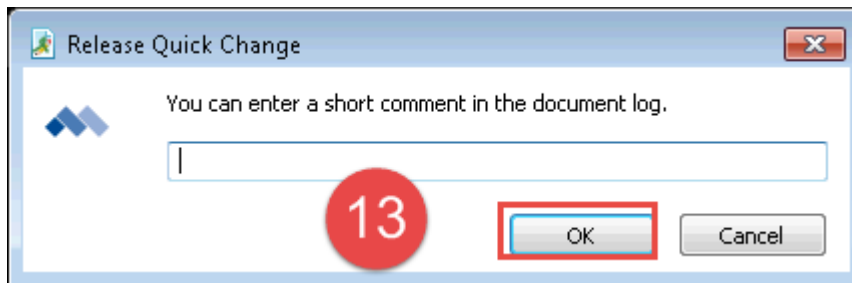 Release Quick Change
You can enter a short comment in the document log.
13
OK Cancel